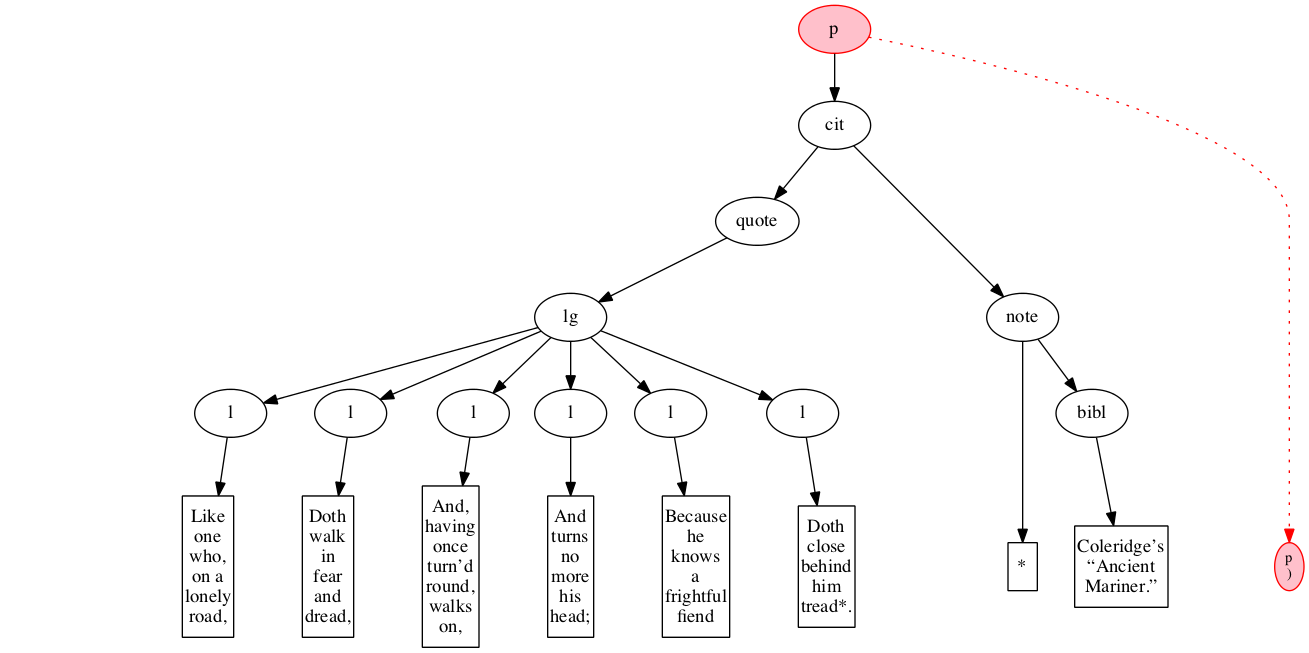 p
cit
quote
lg
note
l
l
l
l
l
l
bibl
Like
one
who,
on a
lonely
road,
Doth
walk
in
fear
and
dread,
And,
having
once
turn’d
round,
walks
on,
And
turns
no
more
his
head;
Because
he
knows
a
frightful
fiend
Doth
close
behind
him
tread*.
*
Coleridge’s
“Ancient
Mariner.”
p
)